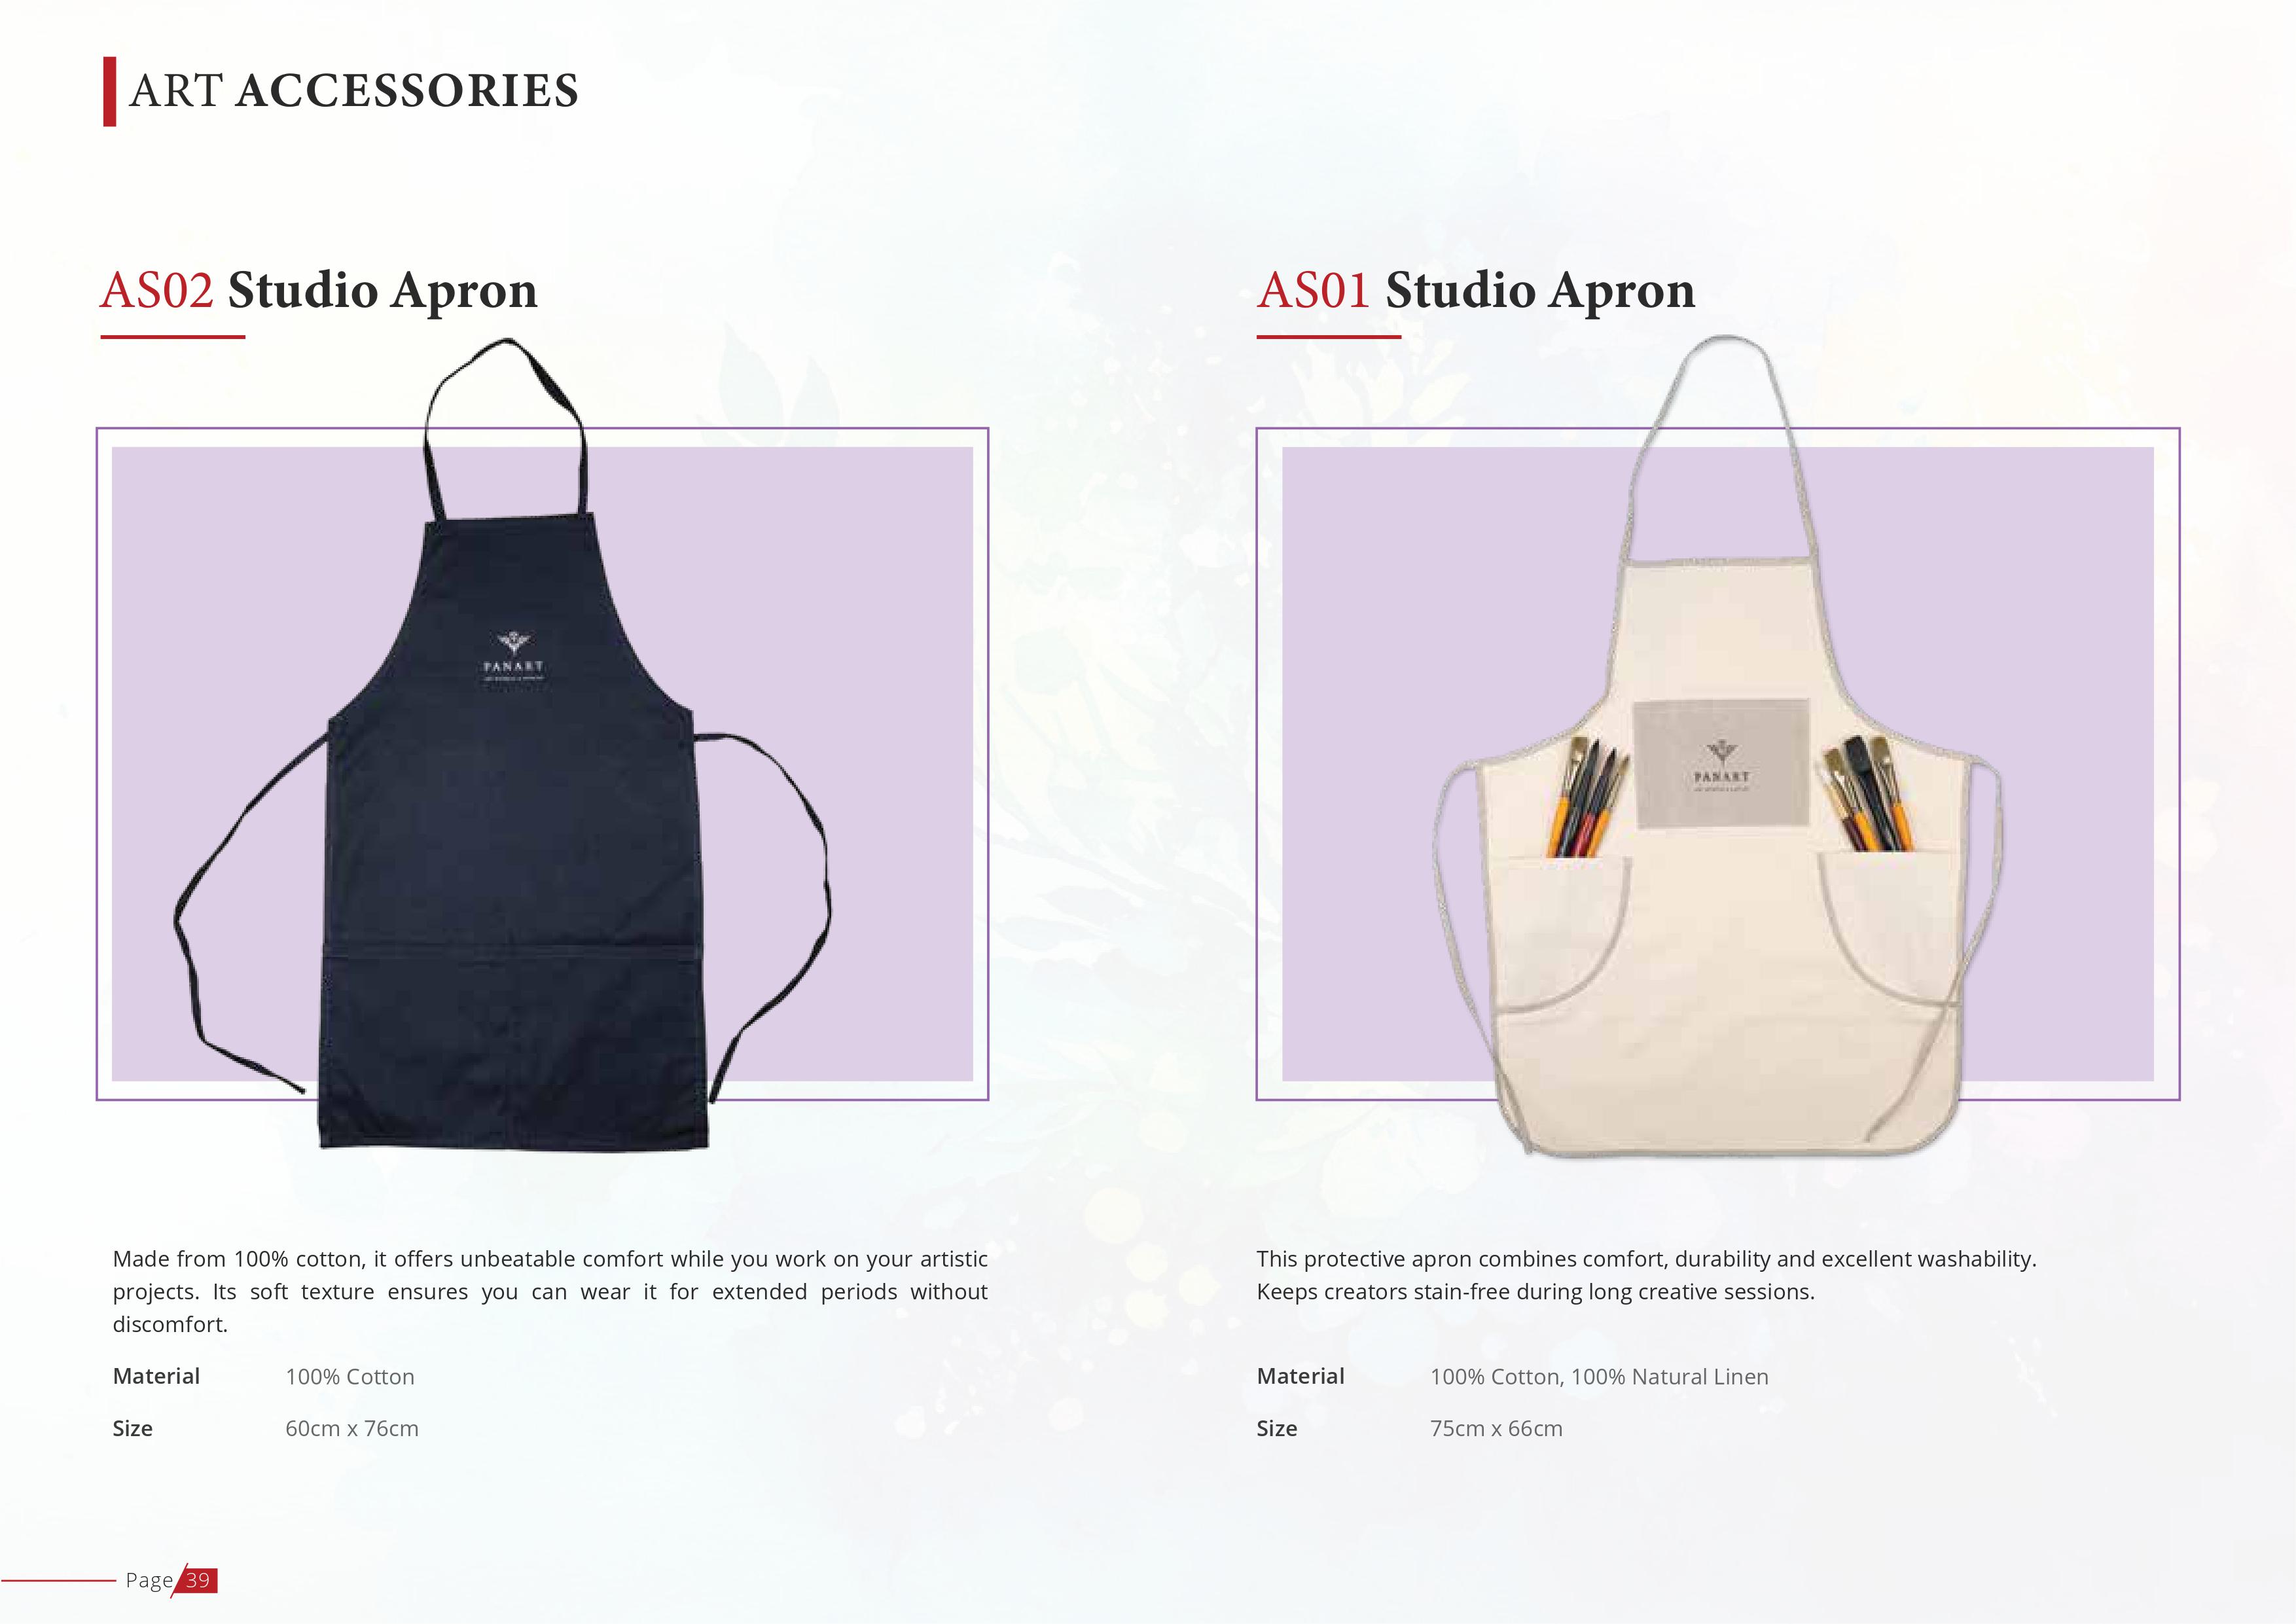 ART ACCESSORIES
AS02 Studio Apron
PANART
Made from 100% cotton, it offers unbeatable comfort while you work on your artistic
projects. Its soft texture ensures you can wear it for extended periods without
discomfort.
Material 100% Cotton
Size 60cm x 76cm
AS01 Studio Apron
PANART
This protective apron combines comfort, durability and excellent washability.
Keeps creators stain-free during long creative sessions.
Material 100% Cotton, 100% Natural Linen
Size 75cm x 66cm
Page 39